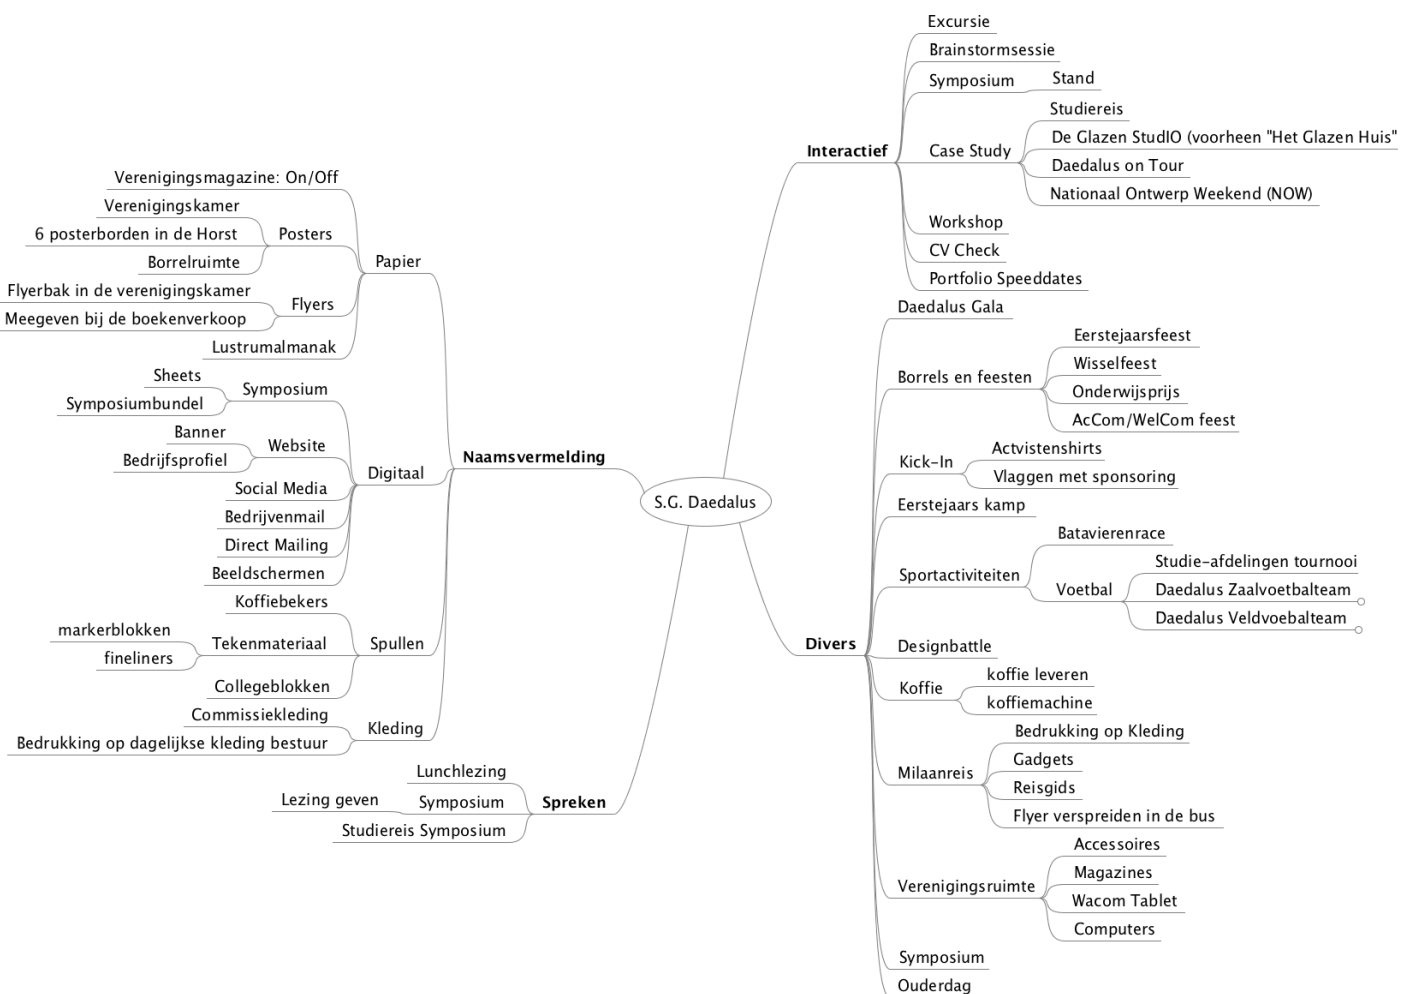 S.G. Daedalus
Interactief
Excursie
Brainstormsessie
Symposium
Stand
Case Study
Studiereis
De Glazen StudIO (voorheen "Het Glazen Huis"
Daedalus on Tour
Nationaal Ontwerp Weekend (NOW)
Workshop
CV Check
Portfolio Speeddates
Divers
Daedalus Gala
Borrels en feesten
Eerstejaarsfeest
Wisselfeest
Onderwijsprijs
AcCom/WelCom feest
Kick-In
Actvistenshirts
Vlaggen met sponsoring
Eerstejaars kamp
Sportactiviteiten
Batavierenrace
Voetbal
Studie-afdelingen tournooi
Daedalus Zaalvoetbalteam
Daedalus Veldvoebalteam
Designbattle
Koffie
koffie leveren
koffiemachine
Milaanreis
Bedrukking op Kleding
Gadgets
Reisgids
Flyer verspreiden in de bus
Verenigingsruimte
Accessoires
Magazines
Wacom Tablet
Computers
Symposium
Ouderdag
Naamsvermelding
Papier
Verenigingsmagazine: On/Off
Posters
Verenigingskamer
6 posterborden in de Horst
Borrelruimte
Flyers
Flyerbak in de verenigingskamer
Meegeven bij de boekenverkoop
Lustrumalmanak
Digitaal
Symposium
Sheets
Symposiumbundel
Website
Banner
Bedrijfsprofiel
Social Media
Bedrijvenmail
Direct Mailing
Beeldschermen
Spullen
Koffiebekers
Tekenmateriaal
markerblokken
fineliners
Collegeblokken
Kleding
Commissiekleding
Bedrukking op dagelijkse kleding bestuur
Spreken
Lunchlezing
Symposium
Lezing geven
Studiereis Symposium